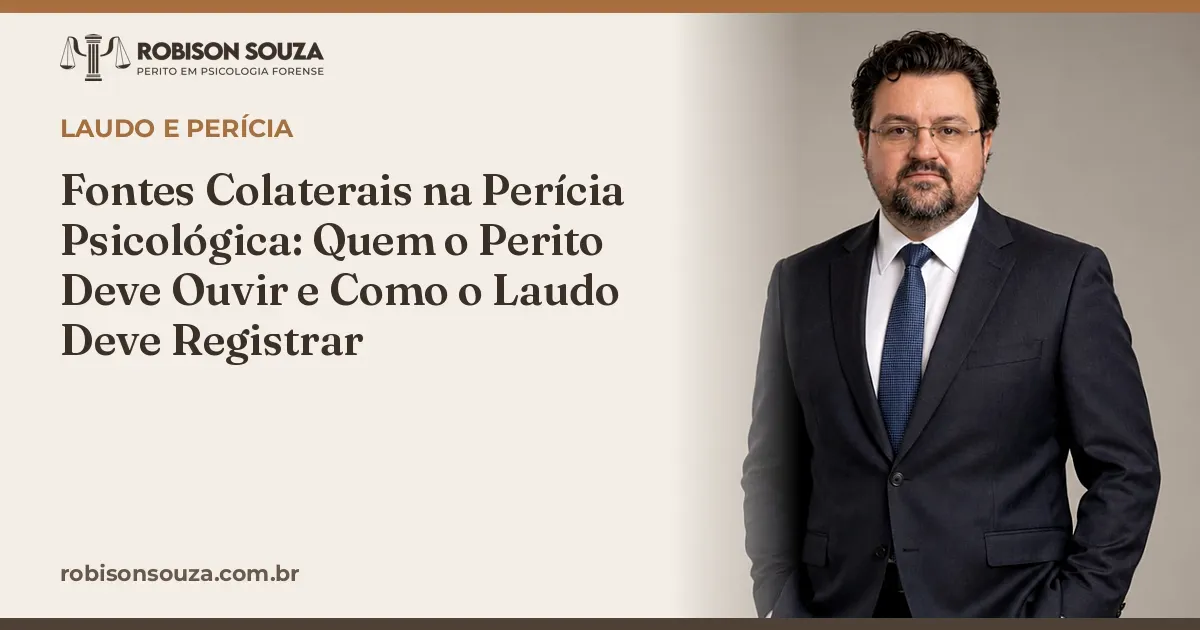 ROBISON SOUZA
PERITO EM PSICOLOGIA FORENSE
LAUDO E PERÍCIA
Fontes Colaterais na Perícia
Psicológica: Quem o Perito
Deve Ouvir e Como o Laudo
Deve Registrar
robisonsouza.com.br